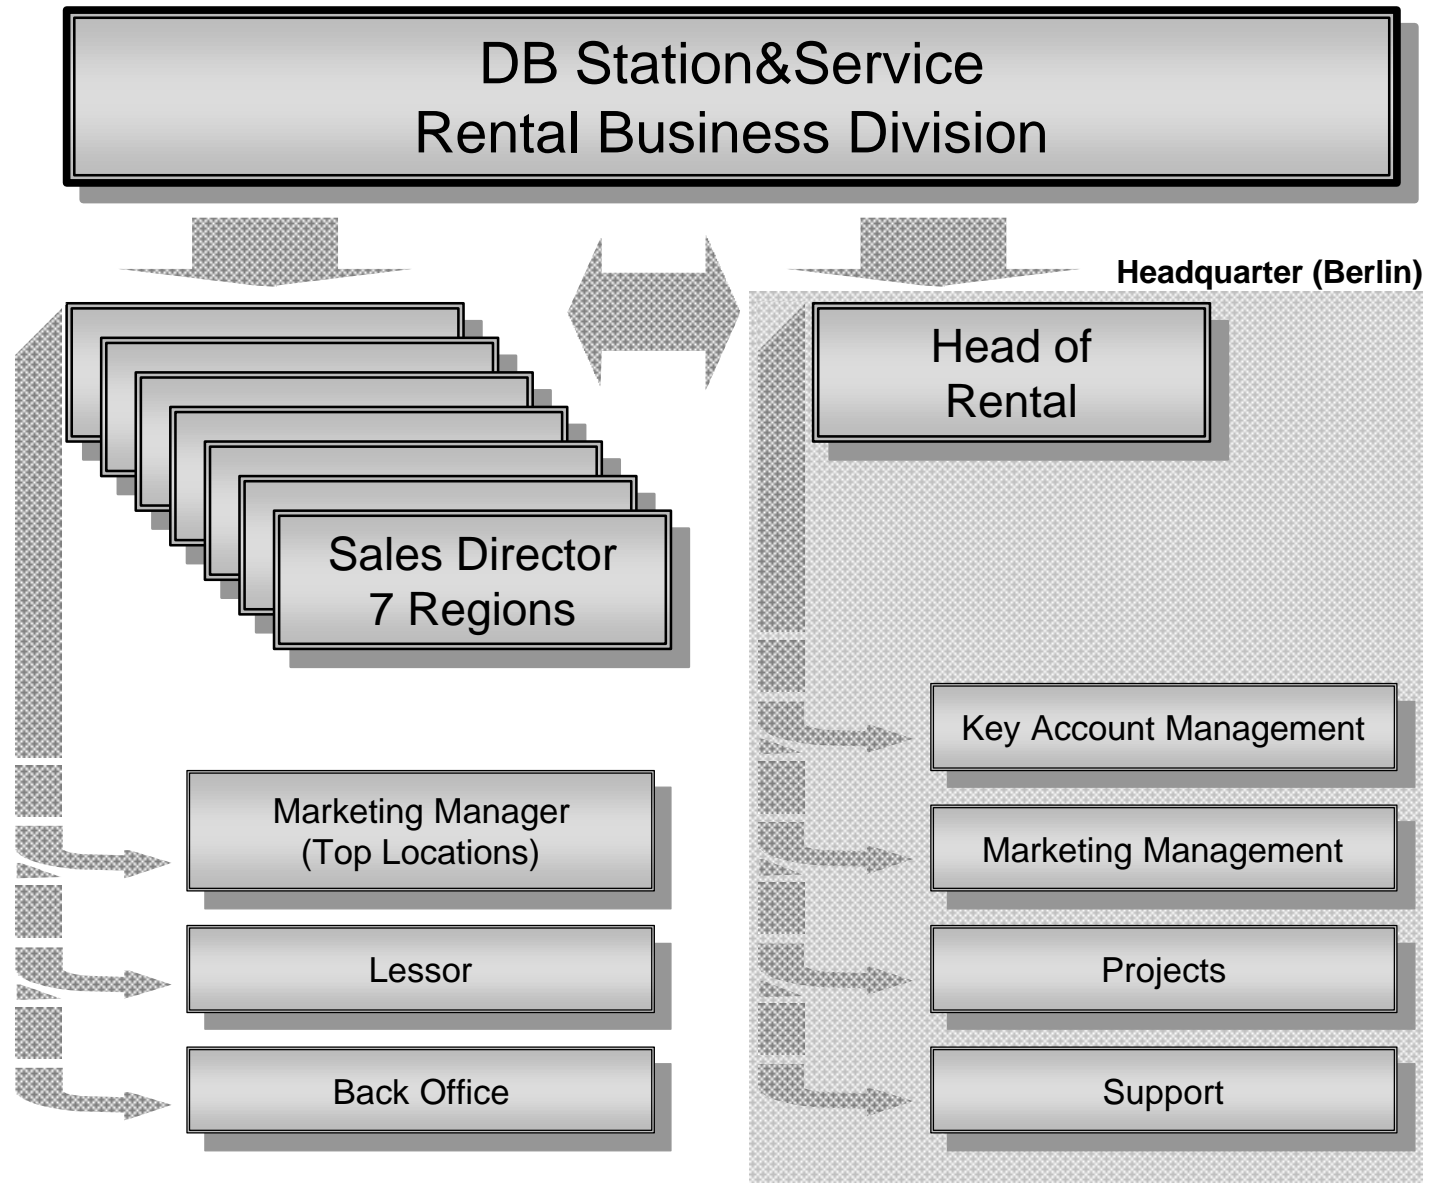 DB Station&Service
Rental Business Division
Headquarter (Berlin)
Head of
Rental
Sales Director
7 Regions
Key Account Management
Marketing Manager
(Top Locations)
Marketing Management
Lessor
Projects
Back Office
Support